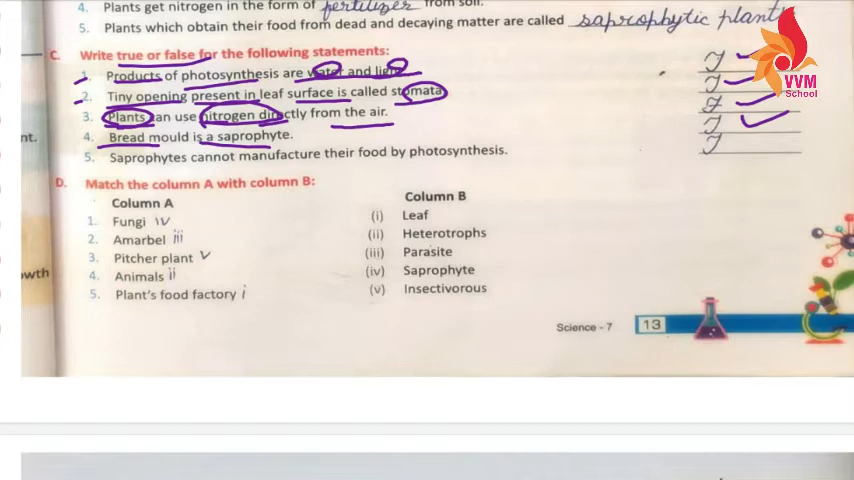 4. Plants get nitrogen in the form of fertilizer from soil.
5. Plants which obtain their food from dead and decaying matter are called saprophytic plant
C. Write true or false for the following statements:
1. Products of photosynthesis are water and light T
2. Tiny opening present in leaf surface is called stomata T
3. Plants can use nitrogen directly from the air. F
4. Bread mould is a saprophyte. T
5. Saprophytes cannot manufacture their food by photosynthesis. T
VVM
School
nt.
D. Match the column A with column B:
Column A Column B
1. Fungi iv (i) Leaf
2. Amarbel iii (ii) Heterotrophs
3. Pitcher plant v (iii) Parasite
4. Animals ii (iv) Saprophyte
5. Plant's food factory i (v) Insectivorous
owth
Science - 7 13